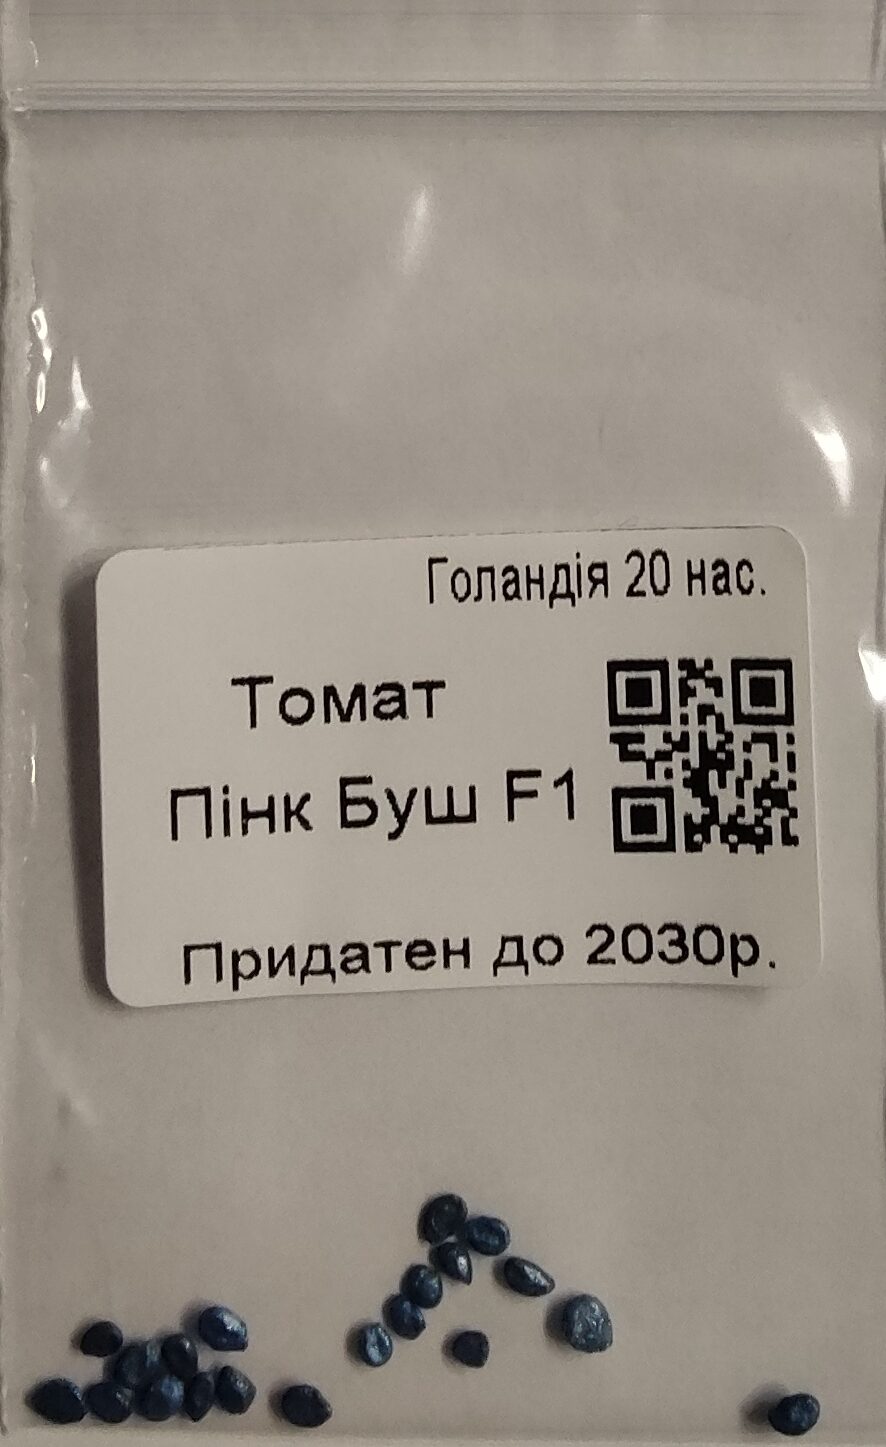 Голандія 20 нас.
Томат
Пінк Буш F1
Придатен до 2030р.